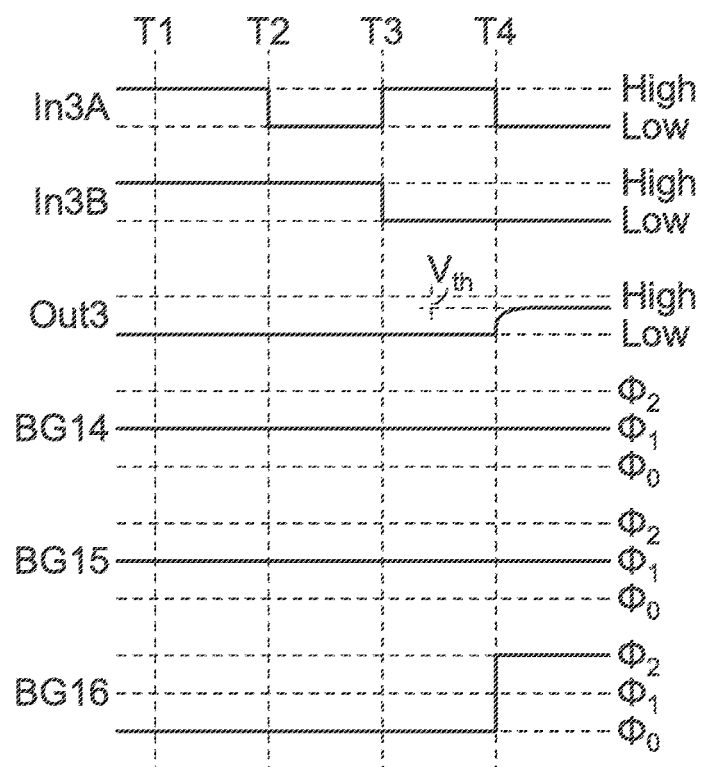 T1 T2 T3 T4
In3A High
Low
In3B High
Low
Vth
Out3 High
Low
Φ2
BG14 Φ1
Φ0
Φ2
BG15 Φ1
Φ0
Φ2
BG16 Φ1
Φ0